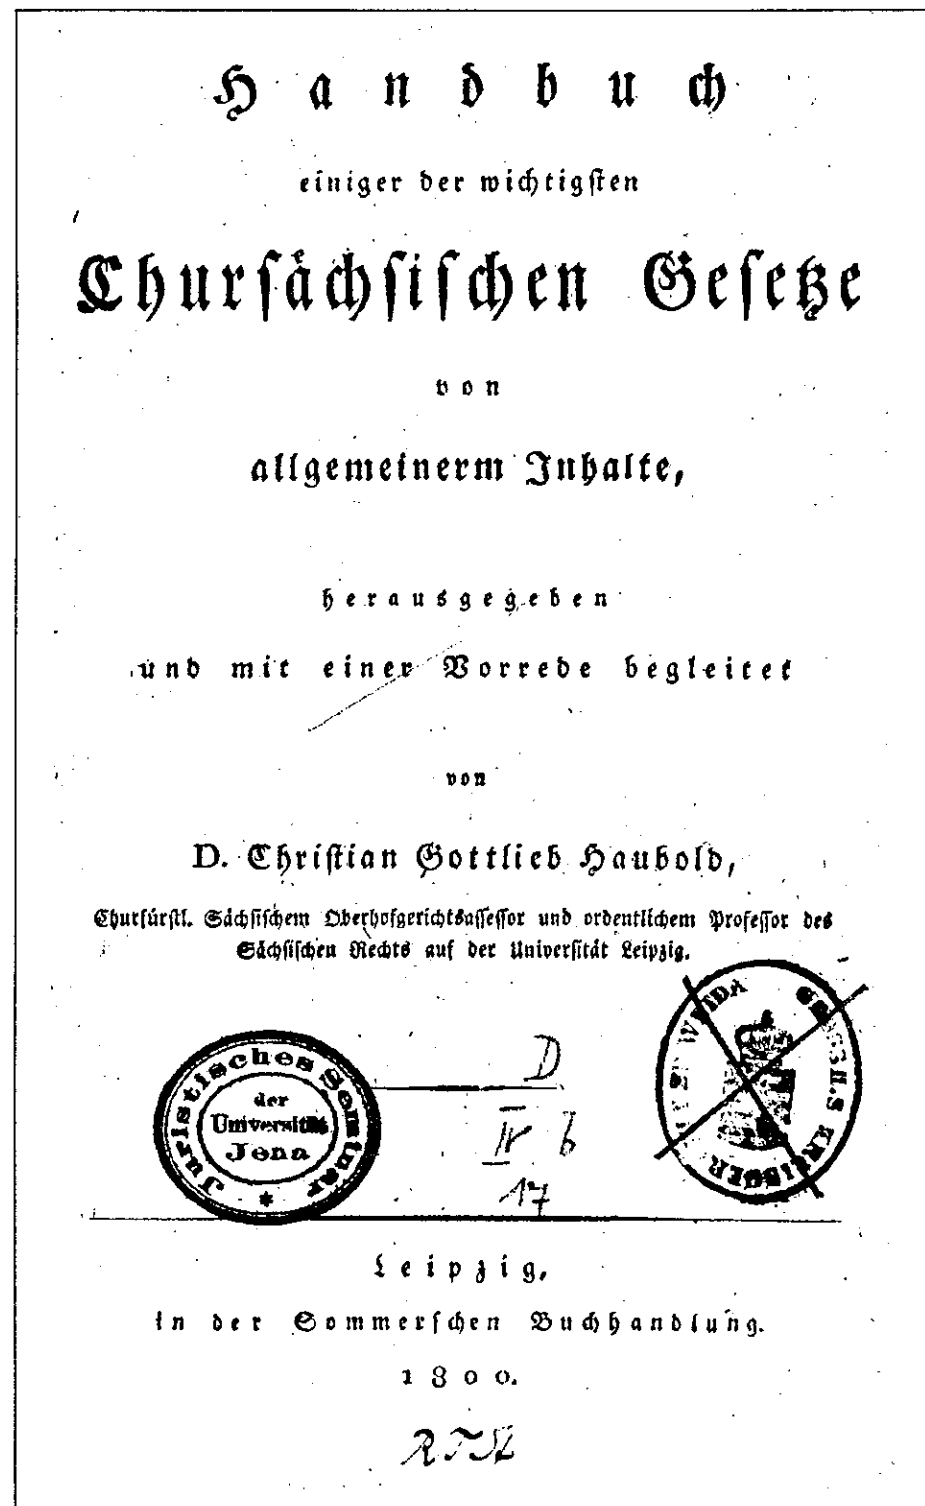 Handbuch
einiger der wichtigsten
Chursächsischen Gesetze
von
allgemeinerm Inhalte,
herausgegeben
und mit einer Vorrede begleitet
von
D. Christian Gottlieb Haubold,
Churfürstl. Sächsischem Oberhofgerichtsassessor und ordentlichem Professor des
Sächsischen Rechts auf der Universität Leipzig.
Juristisches Seminar
der
Universität
Jena
WEIDA
D
IV b
17
Leipzig,
in der Sommerschen Buchhandlung.
1800.